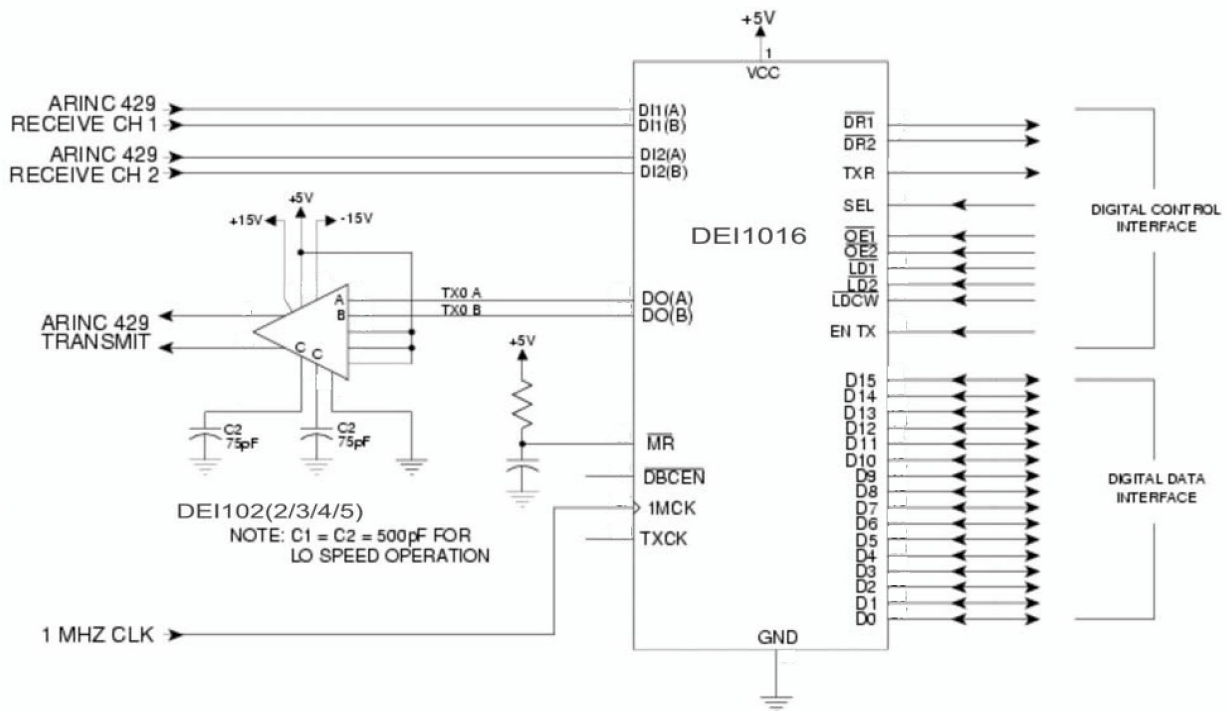 +5V
1
VCC
ARINC 429
RECEIVE CH 1
ARINC 429
RECEIVE CH 2
DI1(A)
DI1(B)
DI2(A)
DI2(B)
DR1
DR2
TXR
SEL
OE1
OE2
LD1
LD2
LDCW
EN TX
DIGITAL CONTROL
INTERFACE
DEI1016
+5V
+15V
-15V
A
B
C C
TX0 A
TX0 B
DO(A)
DO(B)
ARINC 429
TRANSMIT
C2
75pF
C2
75pF
+5V
MR
DBCEN
1MCK
TXCK
DEI102(2/3/4/5)
NOTE: C1 = C2 = 500pF FOR
LO SPEED OPERATION
1 MHZ CLK
D15
D14
D13
D12
D11
D10
D9
D8
D7
D6
D5
D4
D3
D2
D1
D0
DIGITAL DATA
INTERFACE
GND